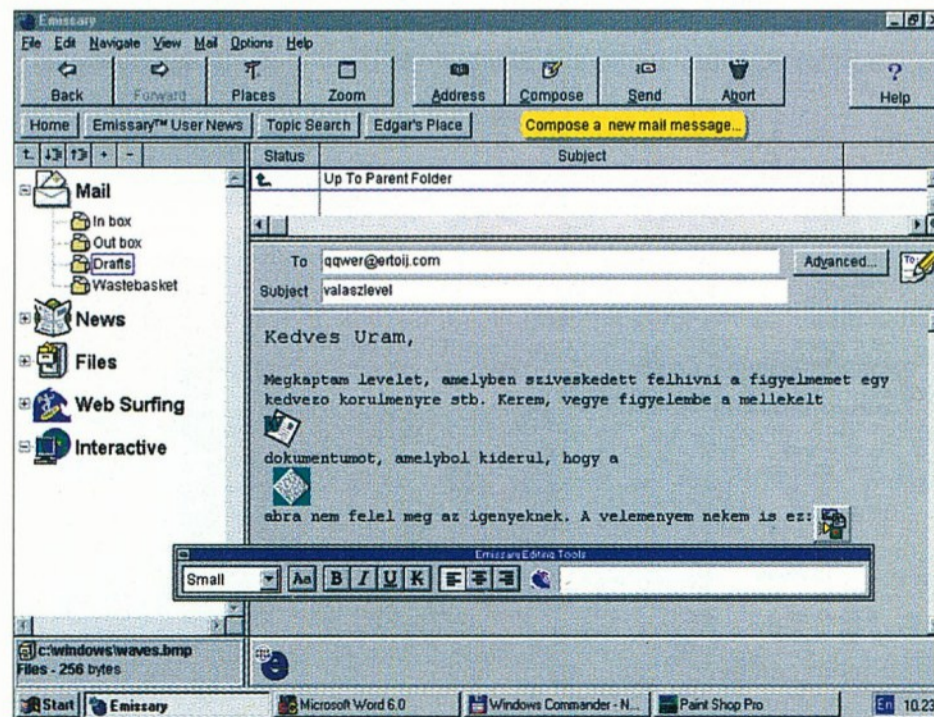 Emissary
File Edit Navigate View Mail Options Help
Back Forward Places Zoom Address Compose Send Abort Help
Home Emissary™ User News Topic Search Edgar's Place Compose a new mail message...
Status Subject
Up To Parent Folder
Mail
In box
Out box
Drafts
Wastebasket
News
Files
Web Surfing
Interactive
To qqwer@ertoij.com Advanced...
Subject valaszlevel
Kedves Uram,
Megkaptam levelet, amelyben sziveskedett felhivni a figyelmemet egy
kedvezo korulmenyre stb. Kerem, vegye figyelembe a mellekelt
dokumentumot, amelybol kiderul, hogy a
abra nem felel meg az igenyeknek. A velemenyem nekem is ez:
Emissary Editing Tools
Small Aa B I U K
c:\windows\waves.bmp
Files - 256 bytes
Start Emissary Microsoft Word 6.0 Windows Commander - N... Paint Shop Pro En 10.23